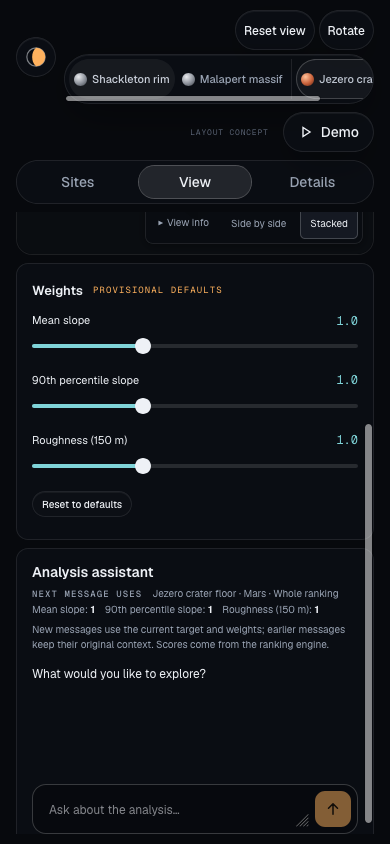 Reset view
Rotate
Shackleton rim
Malapert massif
Jezero cra
LAYOUT CONCEPT
Demo
Sites
View
Details
View info
Side by side
Stacked
Weights
PROVISIONAL DEFAULTS
Mean slope
1.0
90th percentile slope
1.0
Roughness (150 m)
1.0
Reset to defaults
Analysis assistant
NEXT MESSAGE USES Jezero crater floor · Mars · Whole ranking
Mean slope: 1 90th percentile slope: 1 Roughness (150 m): 1
New messages use the current target and weights; earlier messages
keep their original context. Scores come from the ranking engine.
What would you like to explore?
Ask about the analysis...